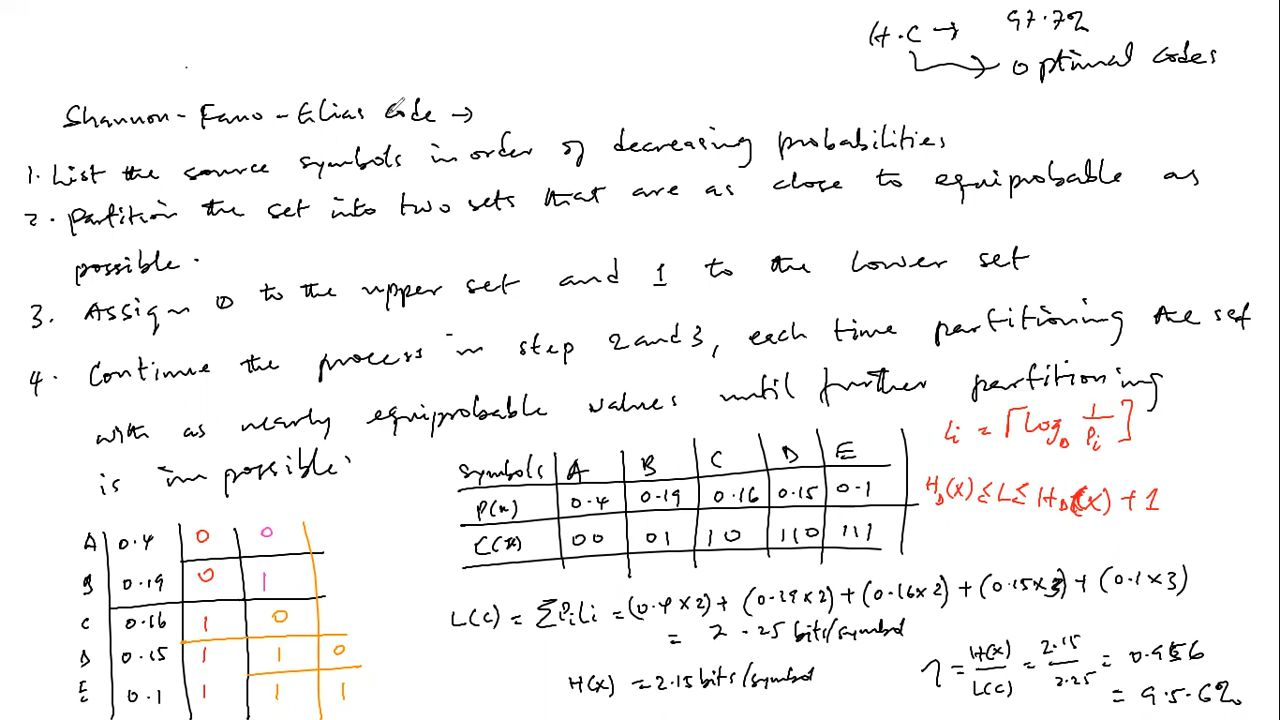 H.C → 97.7%
→ optimal codes
Shannon-Fano-Elias Code →
1. List the source symbols in order of decreasing probabilities
2. Partition the set into two sets that are as close to equiprobable as
possible.
3. Assign 0 to the upper set and 1 to the lower set
4. Continue the process in step 2 and 3, each time partitioning the set
with as nearly equiprobable values until further partitioning
is impossible.
Li = ⌈log_D 1/Pi⌉
H_D(X) ≤ L ≤ H_D(X) + 1
symbols | A | B | C | D | E
P(x) | 0.4 | 0.19 | 0.16 | 0.15 | 0.1
C(x) | 00 | 01 | 10 | 110 | 111
A | 0.4 | 0 | 0
B | 0.19 | 0 | 1
C | 0.16 | 1 | 0
D | 0.15 | 1 | 1 | 0
E | 0.1 | 1 | 1 | 1
L(C) = ΣPili = (0.4 x 2) + (0.19 x 2) + (0.16 x 2) + (0.15 x 3) + (0.1 x 3)
= 2.25 bits/symbol
H(X) = 2.15 bits/symbol
η = H(X)/L(C) = 2.15/2.25 = 0.956
= 95.6%